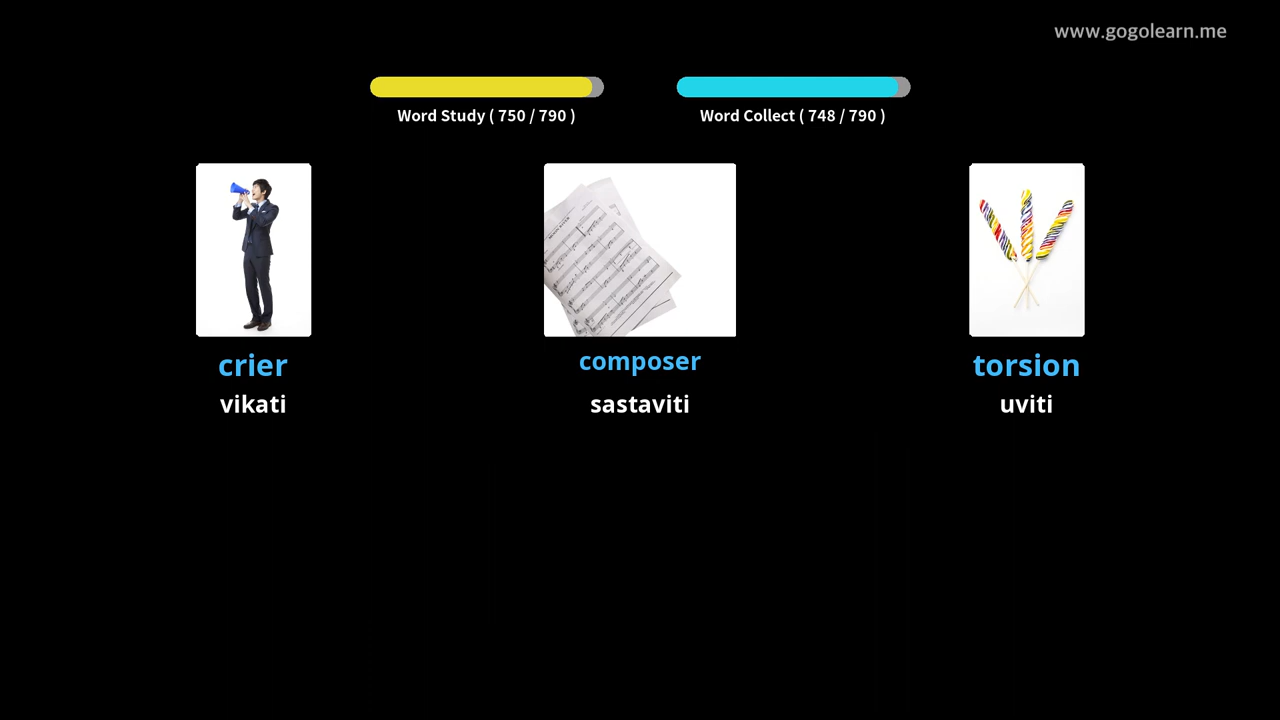 www.gogolearn.me
Word Study ( 750 / 790 )
Word Collect ( 748 / 790 )
crier
composer
torsion
vikati
sastaviti
uviti